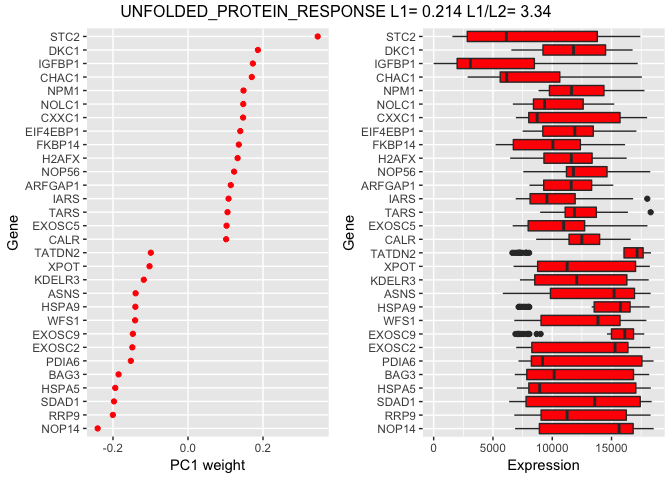 UNFOLDED_PROTEIN_RESPONSE L1= 0.214 L1/L2= 3.34
Gene
STC2
DKC1
IGFBP1
CHAC1
NPM1
NOLC1
CXXC1
EIF4EBP1
FKBP14
H2AFX
NOP56
ARFGAP1
IARS
TARS
EXOSC5
CALR
TATDN2
XPOT
KDELR3
ASNS
HSPA9
WFS1
EXOSC9
EXOSC2
PDIA6
BAG3
HSPA5
SDAD1
RRP9
NOP14
-0.2 0.0 0.2
PC1 weight
Gene
STC2
DKC1
IGFBP1
CHAC1
NPM1
NOLC1
CXXC1
EIF4EBP1
FKBP14
H2AFX
NOP56
ARFGAP1
IARS
TARS
EXOSC5
CALR
TATDN2
XPOT
KDELR3
ASNS
HSPA9
WFS1
EXOSC9
EXOSC2
PDIA6
BAG3
HSPA5
SDAD1
RRP9
NOP14
0 5000 10000 15000
Expression